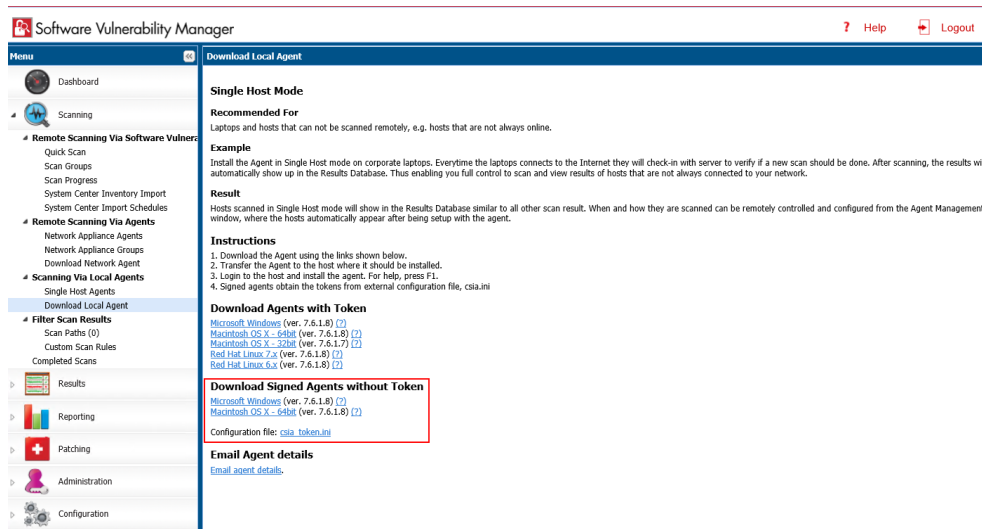 Software Vulnerability Manager
? Help
Logout
Menu
Download Local Agent
Dashboard
Scanning
Remote Scanning Via Software Vulnera
Quick Scan
Scan Groups
Scan Progress
System Center Inventory Import
System Center Import Schedules
Remote Scanning Via Agents
Network Appliance Agents
Network Appliance Groups
Download Network Agent
Scanning Via Local Agents
Single Host Agents
Download Local Agent
Filter Scan Results
Scan Paths (0)
Custom Scan Rules
Completed Scans
Results
Reporting
Patching
Administration
Configuration
Single Host Mode
Recommended For
Laptops and hosts that can not be scanned remotely, e.g. hosts that are not always online.
Example
Install the Agent in Single Host mode on corporate laptops. Everytime the laptops connects to the Internet they will check-in with server to verify if a new scan should be done. After scanning, the results wi
automatically show up in the Results Database. Thus enabling you full control to scan and view results of hosts that are not always connected to your network.
Result
Hosts scanned in Single Host mode will show in the Results Database similar to all other scan result. When and how they are scanned can be remotely controlled and configured from the Agent Management
window, where the hosts automatically appear after being setup with the agent.
Instructions
1. Download the Agent using the links shown below.
2. Transfer the Agent to the host where it should be installed.
3. Login to the host and install the agent. For help, press F1.
4. Signed agents obtain the tokens from external configuration file, csia.ini
Download Agents with Token
Microsoft Windows (ver. 7.6.1.8) (?)
Macintosh OS X - 64bit (ver. 7.6.1.8) (?)
Macintosh OS X - 32bit (ver. 7.6.1.7) (?)
Red Hat Linux 7.x (ver. 7.6.1.8) (?)
Red Hat Linux 6.x (ver. 7.6.1.8) (?)
Download Signed Agents without Token
Microsoft Windows (ver. 7.6.1.8) (?)
Macintosh OS X - 64bit (ver. 7.6.1.8) (?)
Configuration file: csia_token.ini
Email Agent details
Email agent details.